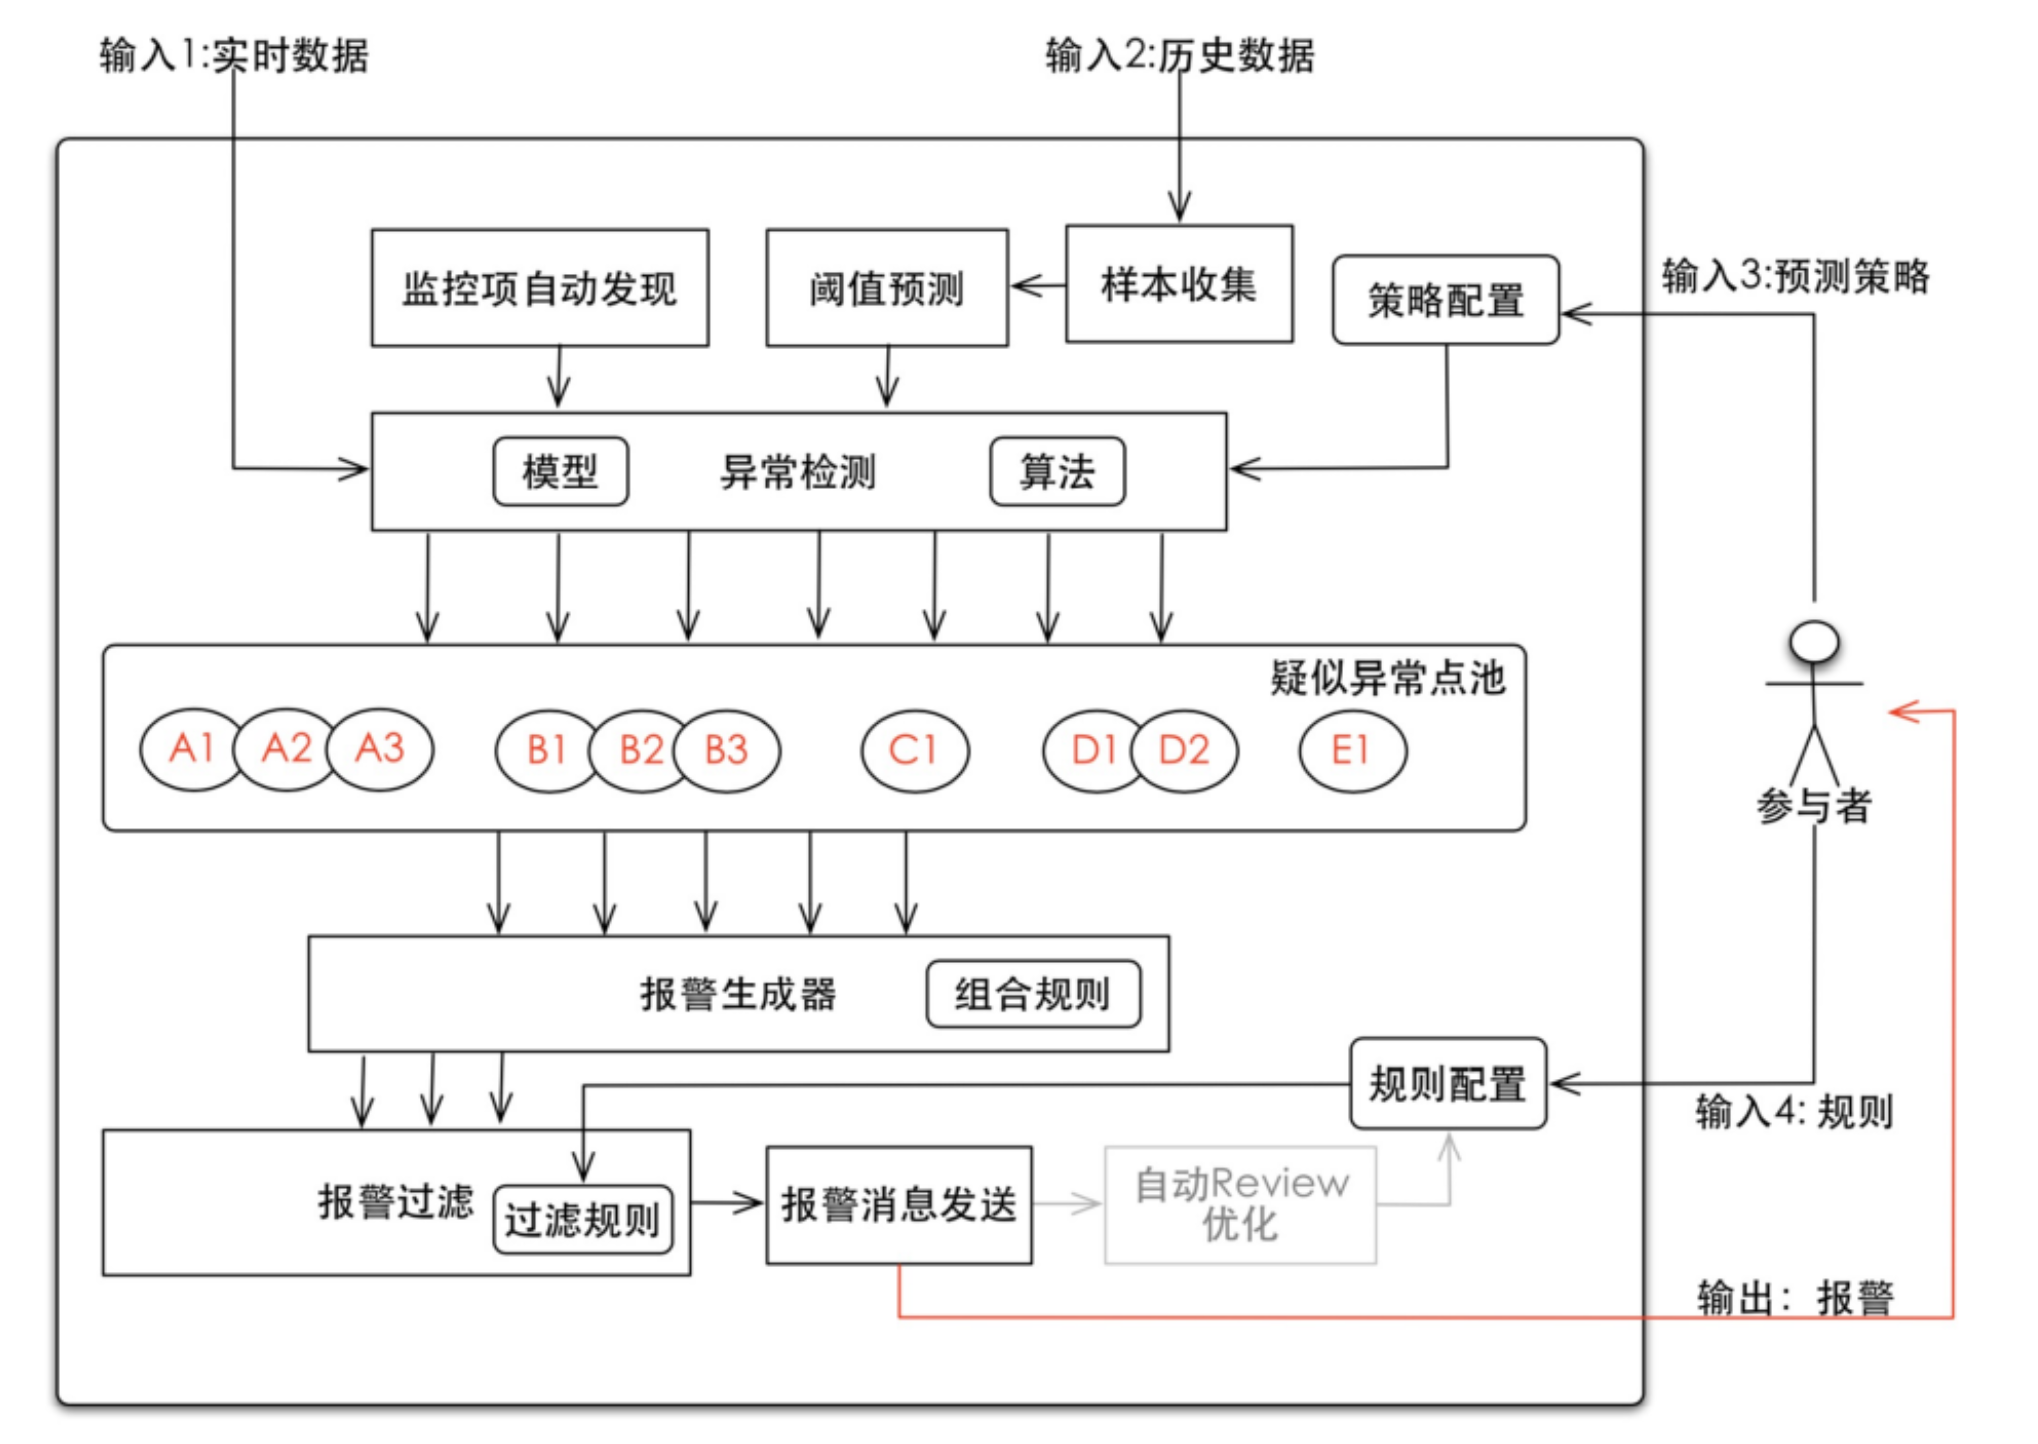 输入1:实时数据
输入2:历史数据
监控项自动发现
阈值预测
样本收集
策略配置
输入3:预测策略
模型
异常检测
算法
疑似异常点池
A1
A2
A3
B1
B2
B3
C1
D1
D2
E1
参与者
报警生成器
组合规则
规则配置
输入4: 规则
报警过滤
过滤规则
报警消息发送
自动Review
优化
输出：报警